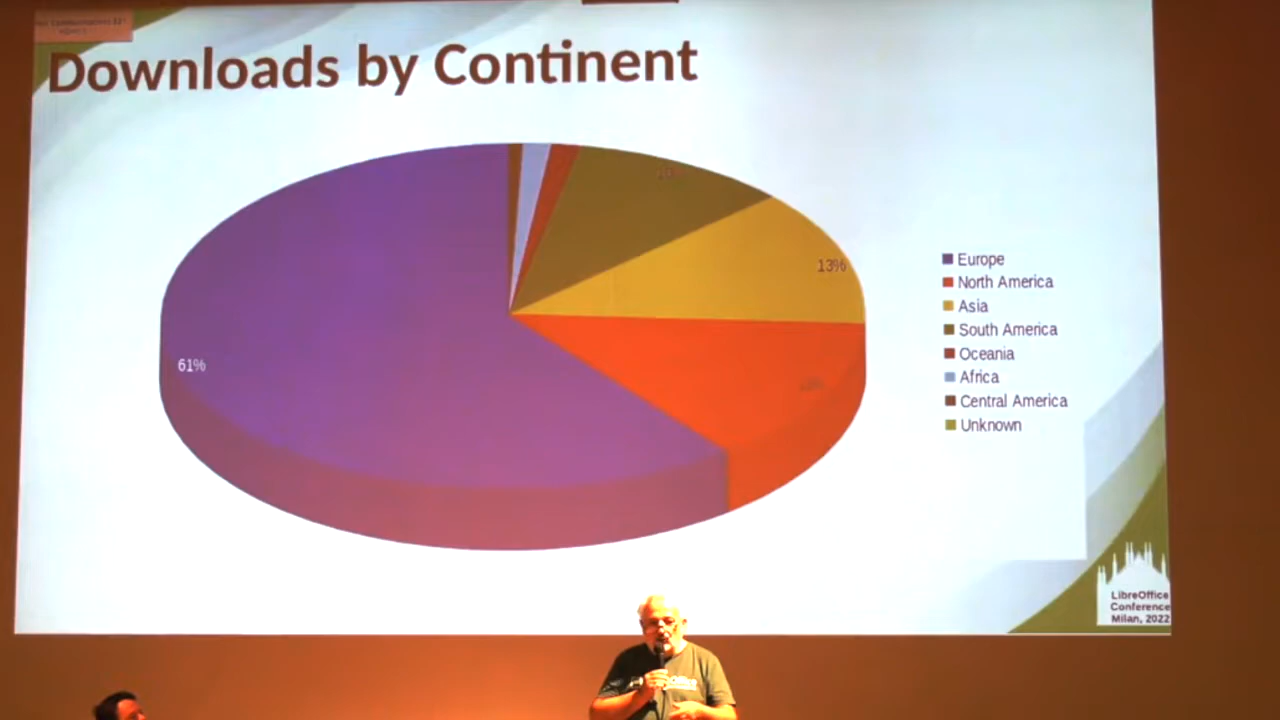 Downloads by Continent
13%
61%
Europe
North America
Asia
South America
Oceania
Africa
Central America
Unknown
LibreOffice
Conference
Milan, 2022